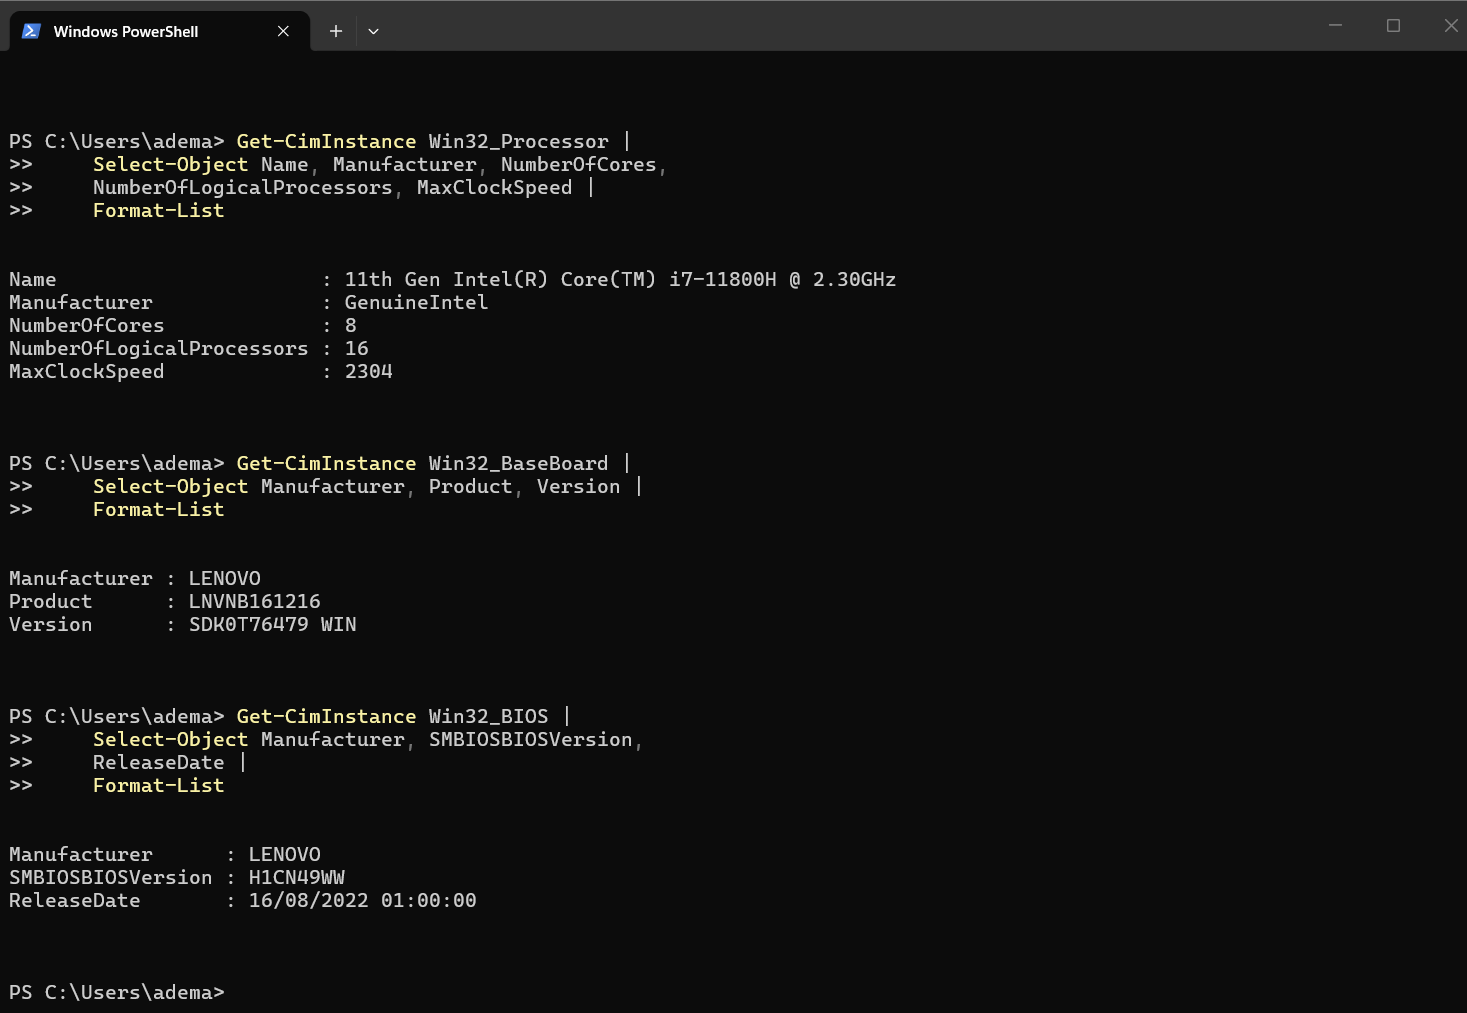 Windows PowerShell
PS C:\Users\adema> Get-CimInstance Win32_Processor |
>>     Select-Object Name, Manufacturer, NumberOfCores,
>>     NumberOfLogicalProcessors, MaxClockSpeed |
>>     Format-List
Name                      : 11th Gen Intel(R) Core(TM) i7-11800H @ 2.30GHz
Manufacturer              : GenuineIntel
NumberOfCores             : 8
NumberOfLogicalProcessors : 16
MaxClockSpeed             : 2304
PS C:\Users\adema> Get-CimInstance Win32_BaseBoard |
>>     Select-Object Manufacturer, Product, Version |
>>     Format-List
Manufacturer : LENOVO
Product      : LNVNB161216
Version      : SDK0T76479 WIN
PS C:\Users\adema> Get-CimInstance Win32_BIOS |
>>     Select-Object Manufacturer, SMBIOSBIOSVersion,
>>     ReleaseDate |
>>     Format-List
Manufacturer      : LENOVO
SMBIOSBIOSVersion : H1CN49WW
ReleaseDate       : 16/08/2022 01:00:00
PS C:\Users\adema>